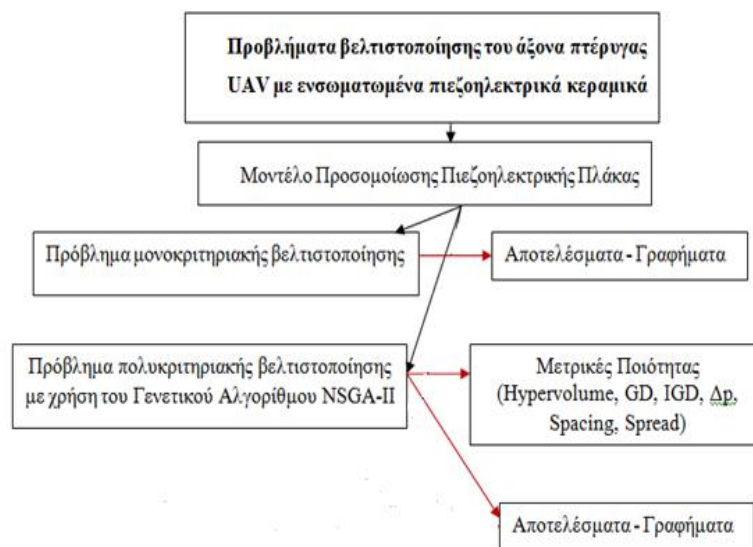 Προβλήματα βελτιστοποίησης του άξονα πτέρυγας
UAV με ενσωματωμένα πιεζοηλεκτρικά κεραμικά
Μοντέλο Προσομοίωσης Πιεζοηλεκτρικής Πλάκας
Πρόβλημα μονοκριτηριακής βελτιστοποίησης
Αποτελέσματα - Γραφήματα
Πρόβλημα πολυκριτηριακής βελτιστοποίησης
με χρήση του Γενετικού Αλγορίθμου NSGA-II
Μετρικές Ποιότητας
(Hypervolume, GD, IGD, Δp,
Spacing, Spread)
Αποτελέσματα - Γραφήματα